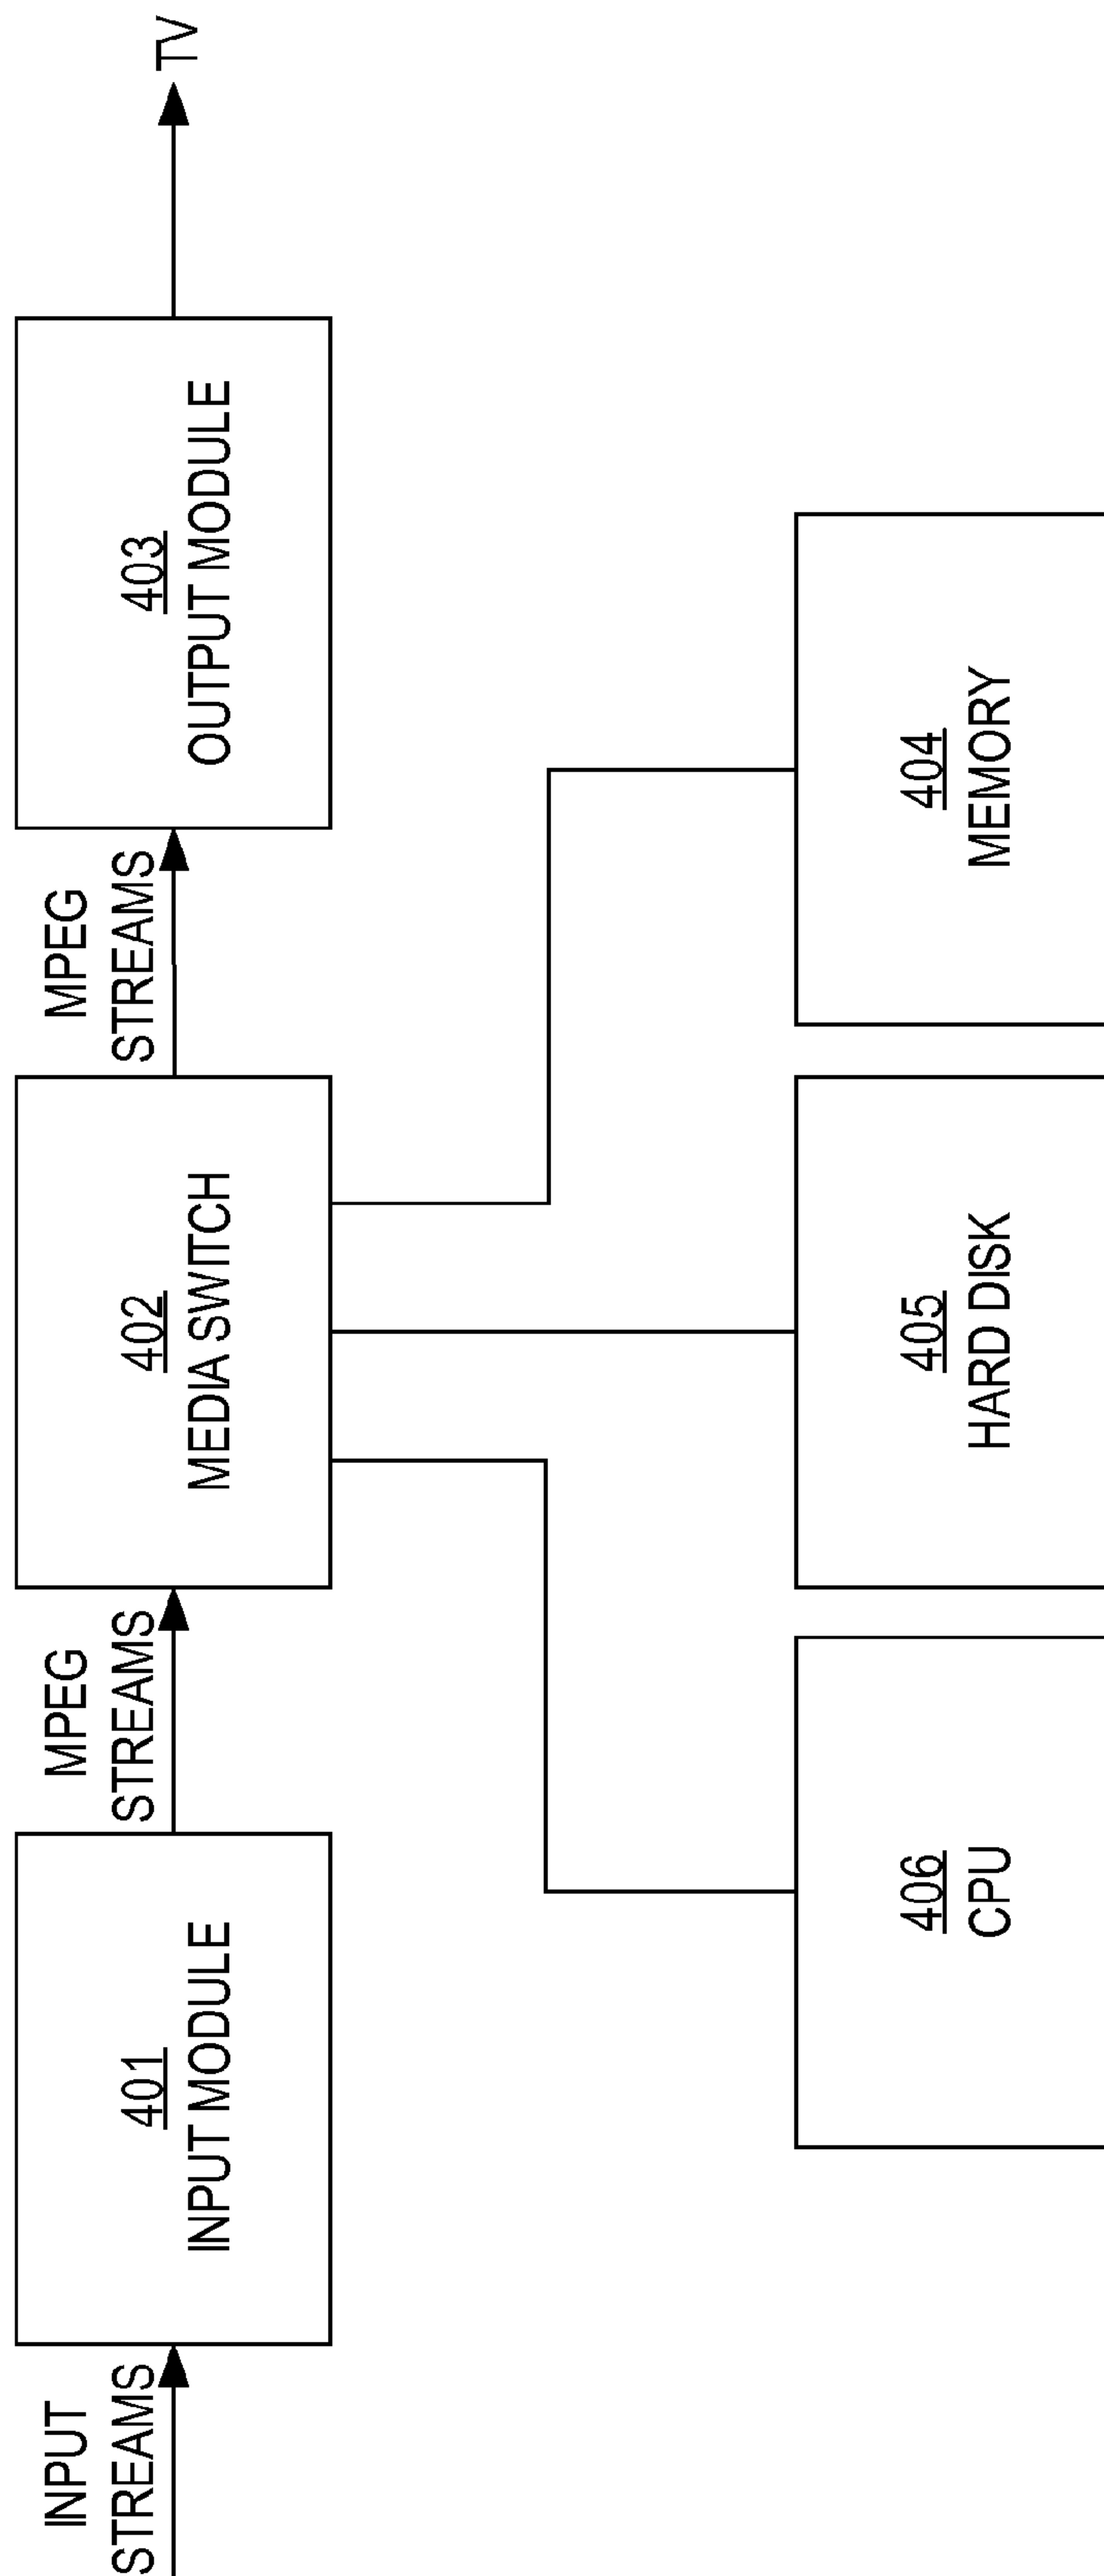 INPUT
STREAMS
401
INPUT MODULE
MPEG
STREAMS
402
MEDIA SWITCH
MPEG
STREAMS
403
OUTPUT MODULE
TV
406
CPU
405
HARD DISK
404
MEMORY